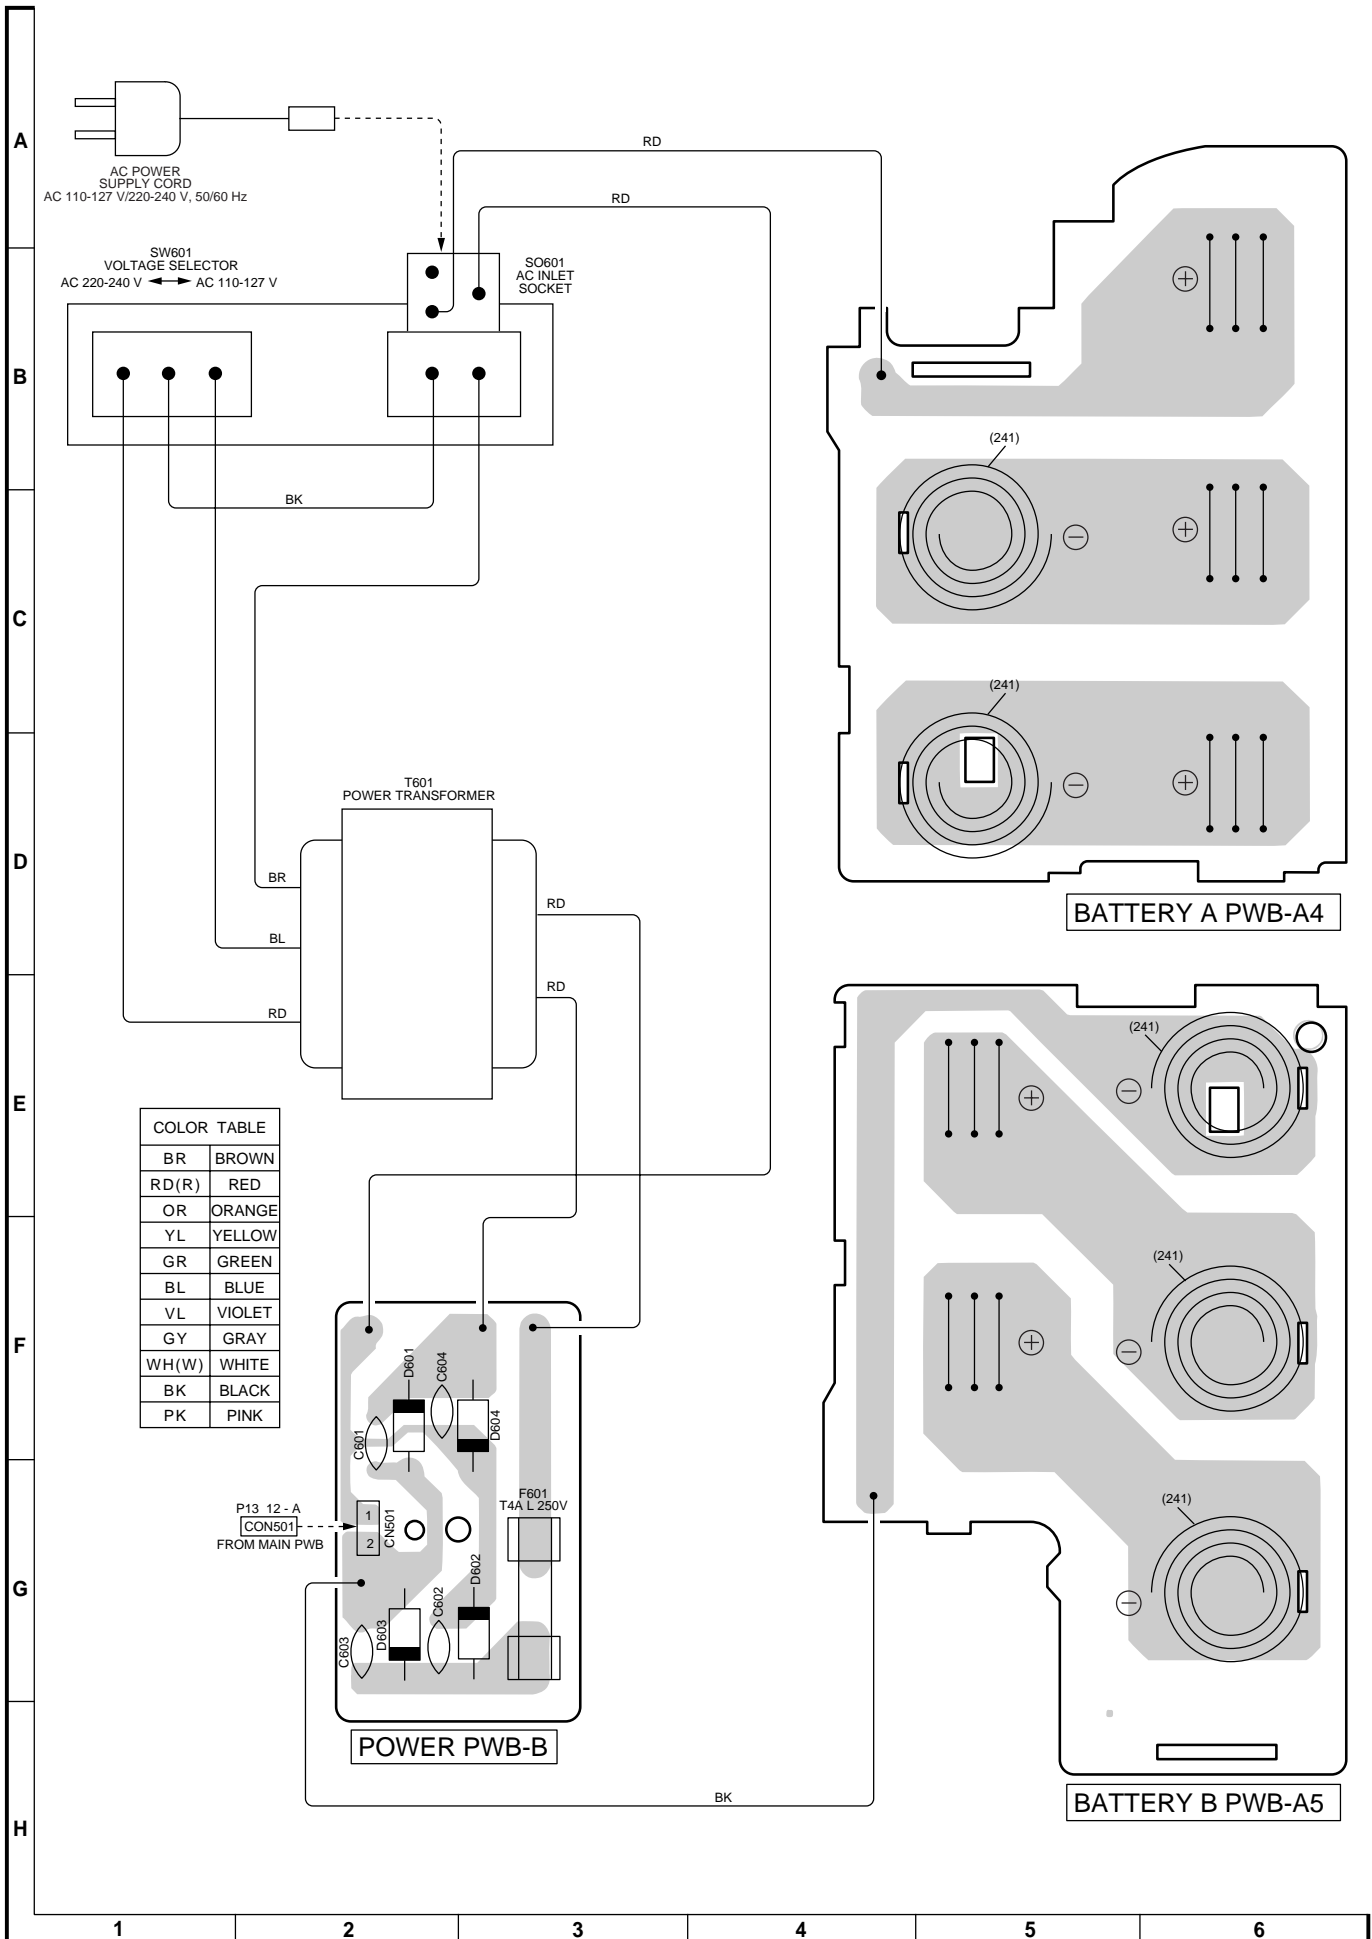 A
B
C
D
E
F
G
H
AC POWER
SUPPLY CORD
AC 110-127 V/220-240 V, 50/60 Hz
RD
RD
SW601
VOLTAGE SELECTOR
AC 220-240 V AC 110-127 V
SO601
AC INLET
SOCKET
BK
T601
POWER TRANSFORMER
BR
BL
RD
RD
RD
(241)
+
+
-
(241)
+
-
BATTERY A PWB-A4
COLOR TABLE
BR BROWN
RD(R) RED
OR ORANGE
YL YELLOW
GR GREEN
BL BLUE
VL VIOLET
GY GRAY
WH(W) WHITE
BK BLACK
PK PINK
D601
C604
C601
D604
F601
T4A L 250V
P13 12 - A
CON501
FROM MAIN PWB
1
2
CN501
D602
C602
D603
C603
POWER PWB-B
BK
(241)
+
-
(241)
+
-
(241)
-
BATTERY B PWB-A5
1 2 3 4 5 6